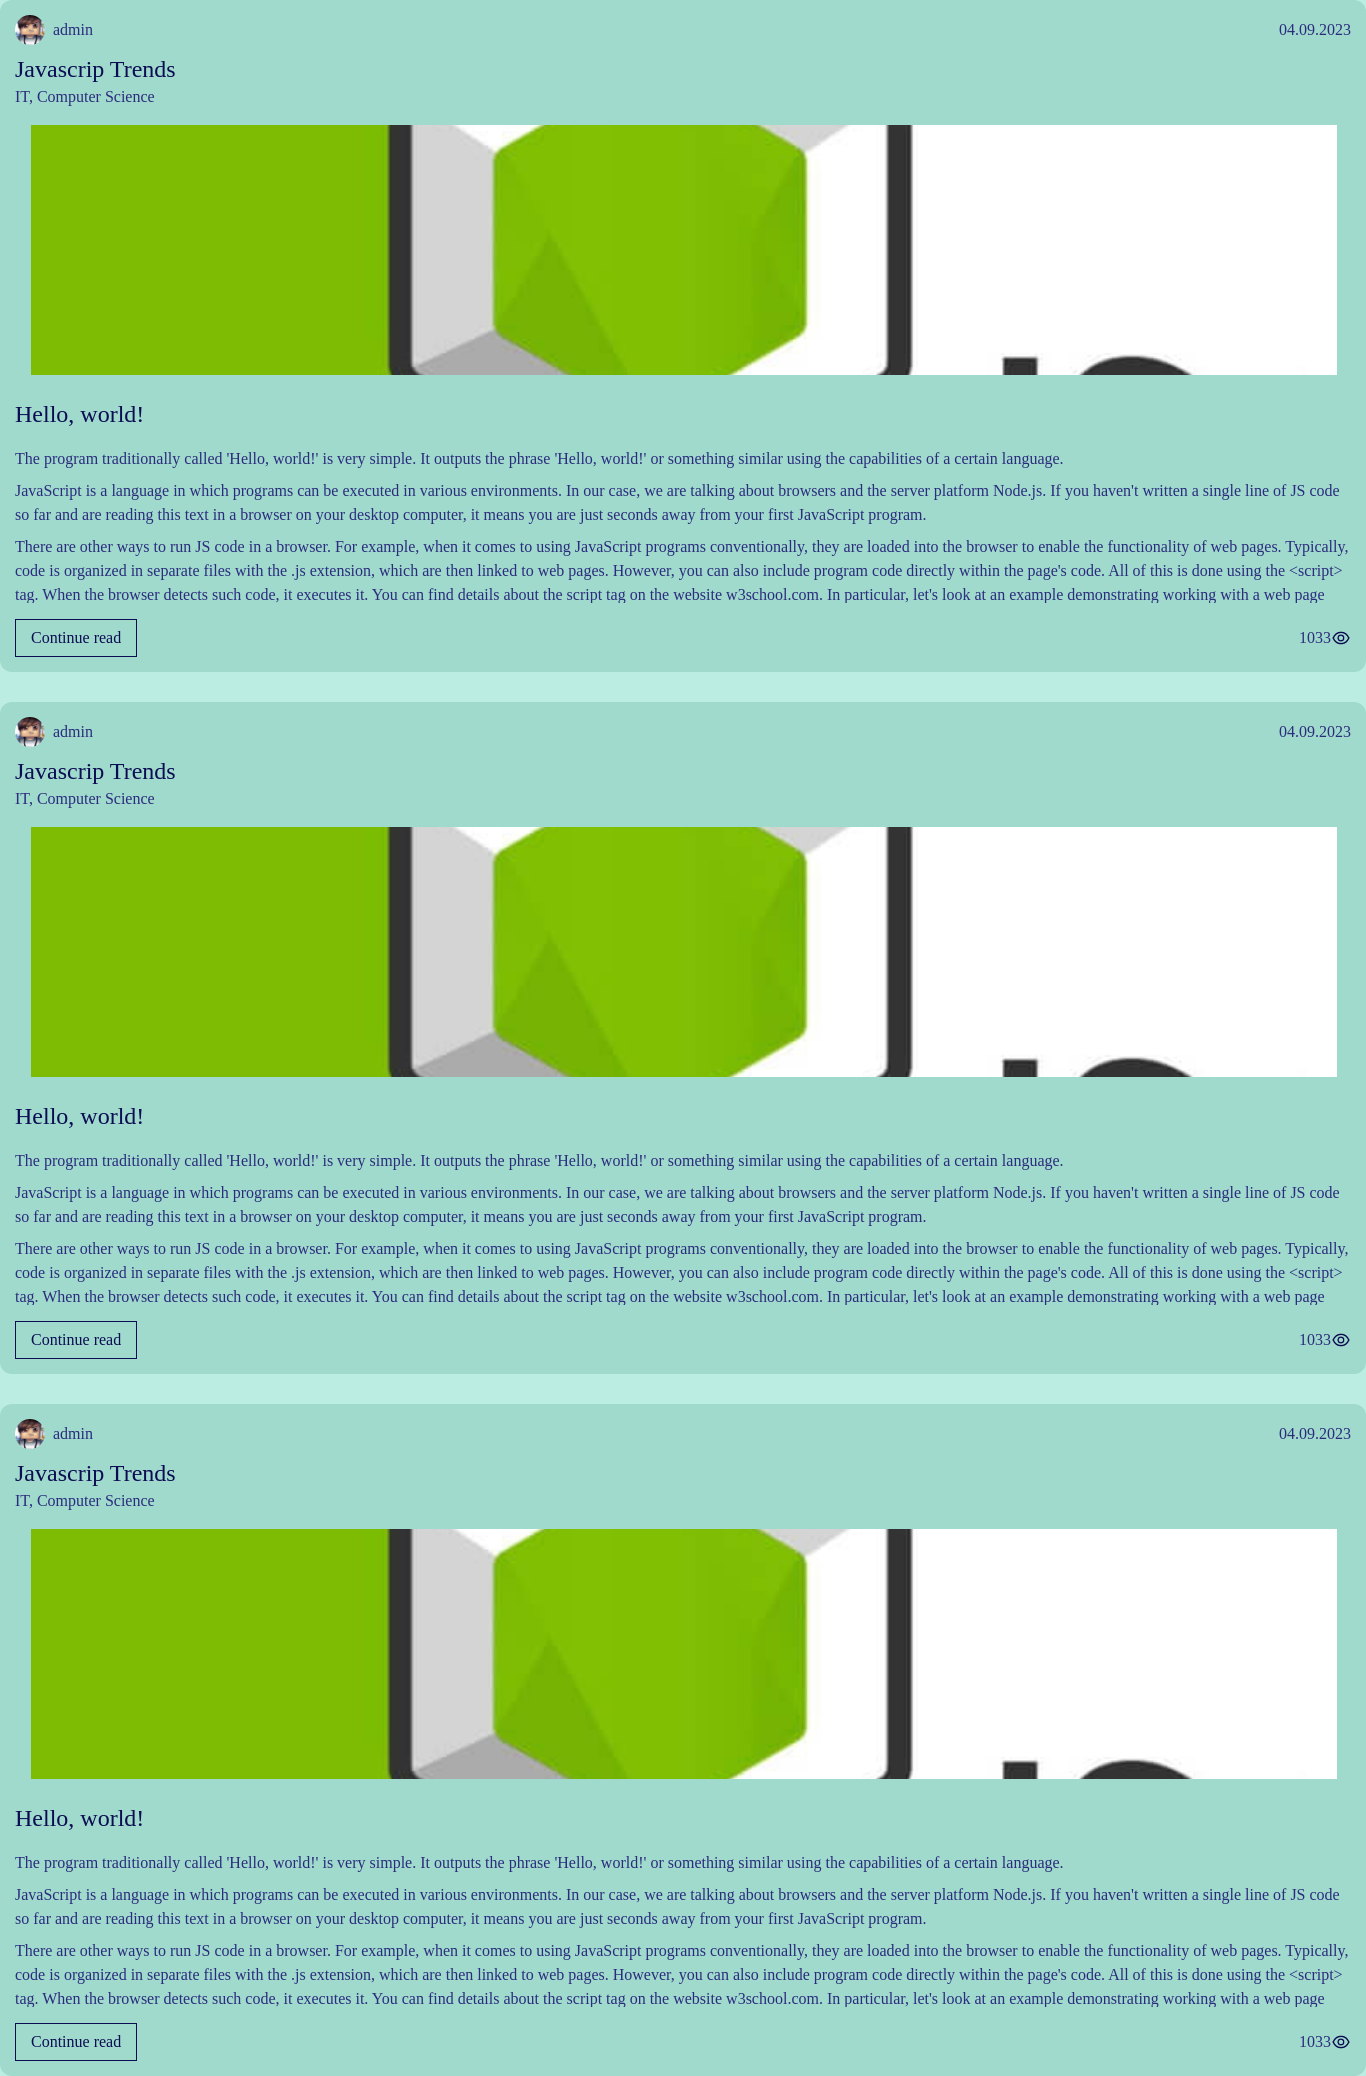 admin
04.09.2023
Javascrip Trends
IT, Computer Science
Hello, world!
The program traditionally called 'Hello, world!' is very simple. It outputs the phrase 'Hello, world!' or something similar using the capabilities of a certain language.
JavaScript is a language in which programs can be executed in various environments. In our case, we are talking about browsers and the server platform Node.js. If you haven't written a single line of JS code
so far and are reading this text in a browser on your desktop computer, it means you are just seconds away from your first JavaScript program.
There are other ways to run JS code in a browser. For example, when it comes to using JavaScript programs conventionally, they are loaded into the browser to enable the functionality of web pages. Typically,
code is organized in separate files with the .js extension, which are then linked to web pages. However, you can also include program code directly within the page's code. All of this is done using the <script>
tag. When the browser detects such code, it executes it. You can find details about the script tag on the website w3school.com. In particular, let's look at an example demonstrating working with a web page
Continue read
1033
admin
04.09.2023
Javascrip Trends
IT, Computer Science
Hello, world!
The program traditionally called 'Hello, world!' is very simple. It outputs the phrase 'Hello, world!' or something similar using the capabilities of a certain language.
JavaScript is a language in which programs can be executed in various environments. In our case, we are talking about browsers and the server platform Node.js. If you haven't written a single line of JS code
so far and are reading this text in a browser on your desktop computer, it means you are just seconds away from your first JavaScript program.
There are other ways to run JS code in a browser. For example, when it comes to using JavaScript programs conventionally, they are loaded into the browser to enable the functionality of web pages. Typically,
code is organized in separate files with the .js extension, which are then linked to web pages. However, you can also include program code directly within the page's code. All of this is done using the <script>
tag. When the browser detects such code, it executes it. You can find details about the script tag on the website w3school.com. In particular, let's look at an example demonstrating working with a web page
Continue read
1033
admin
04.09.2023
Javascrip Trends
IT, Computer Science
Hello, world!
The program traditionally called 'Hello, world!' is very simple. It outputs the phrase 'Hello, world!' or something similar using the capabilities of a certain language.
JavaScript is a language in which programs can be executed in various environments. In our case, we are talking about browsers and the server platform Node.js. If you haven't written a single line of JS code
so far and are reading this text in a browser on your desktop computer, it means you are just seconds away from your first JavaScript program.
There are other ways to run JS code in a browser. For example, when it comes to using JavaScript programs conventionally, they are loaded into the browser to enable the functionality of web pages. Typically,
code is organized in separate files with the .js extension, which are then linked to web pages. However, you can also include program code directly within the page's code. All of this is done using the <script>
tag. When the browser detects such code, it executes it. You can find details about the script tag on the website w3school.com. In particular, let's look at an example demonstrating working with a web page
Continue read
1033